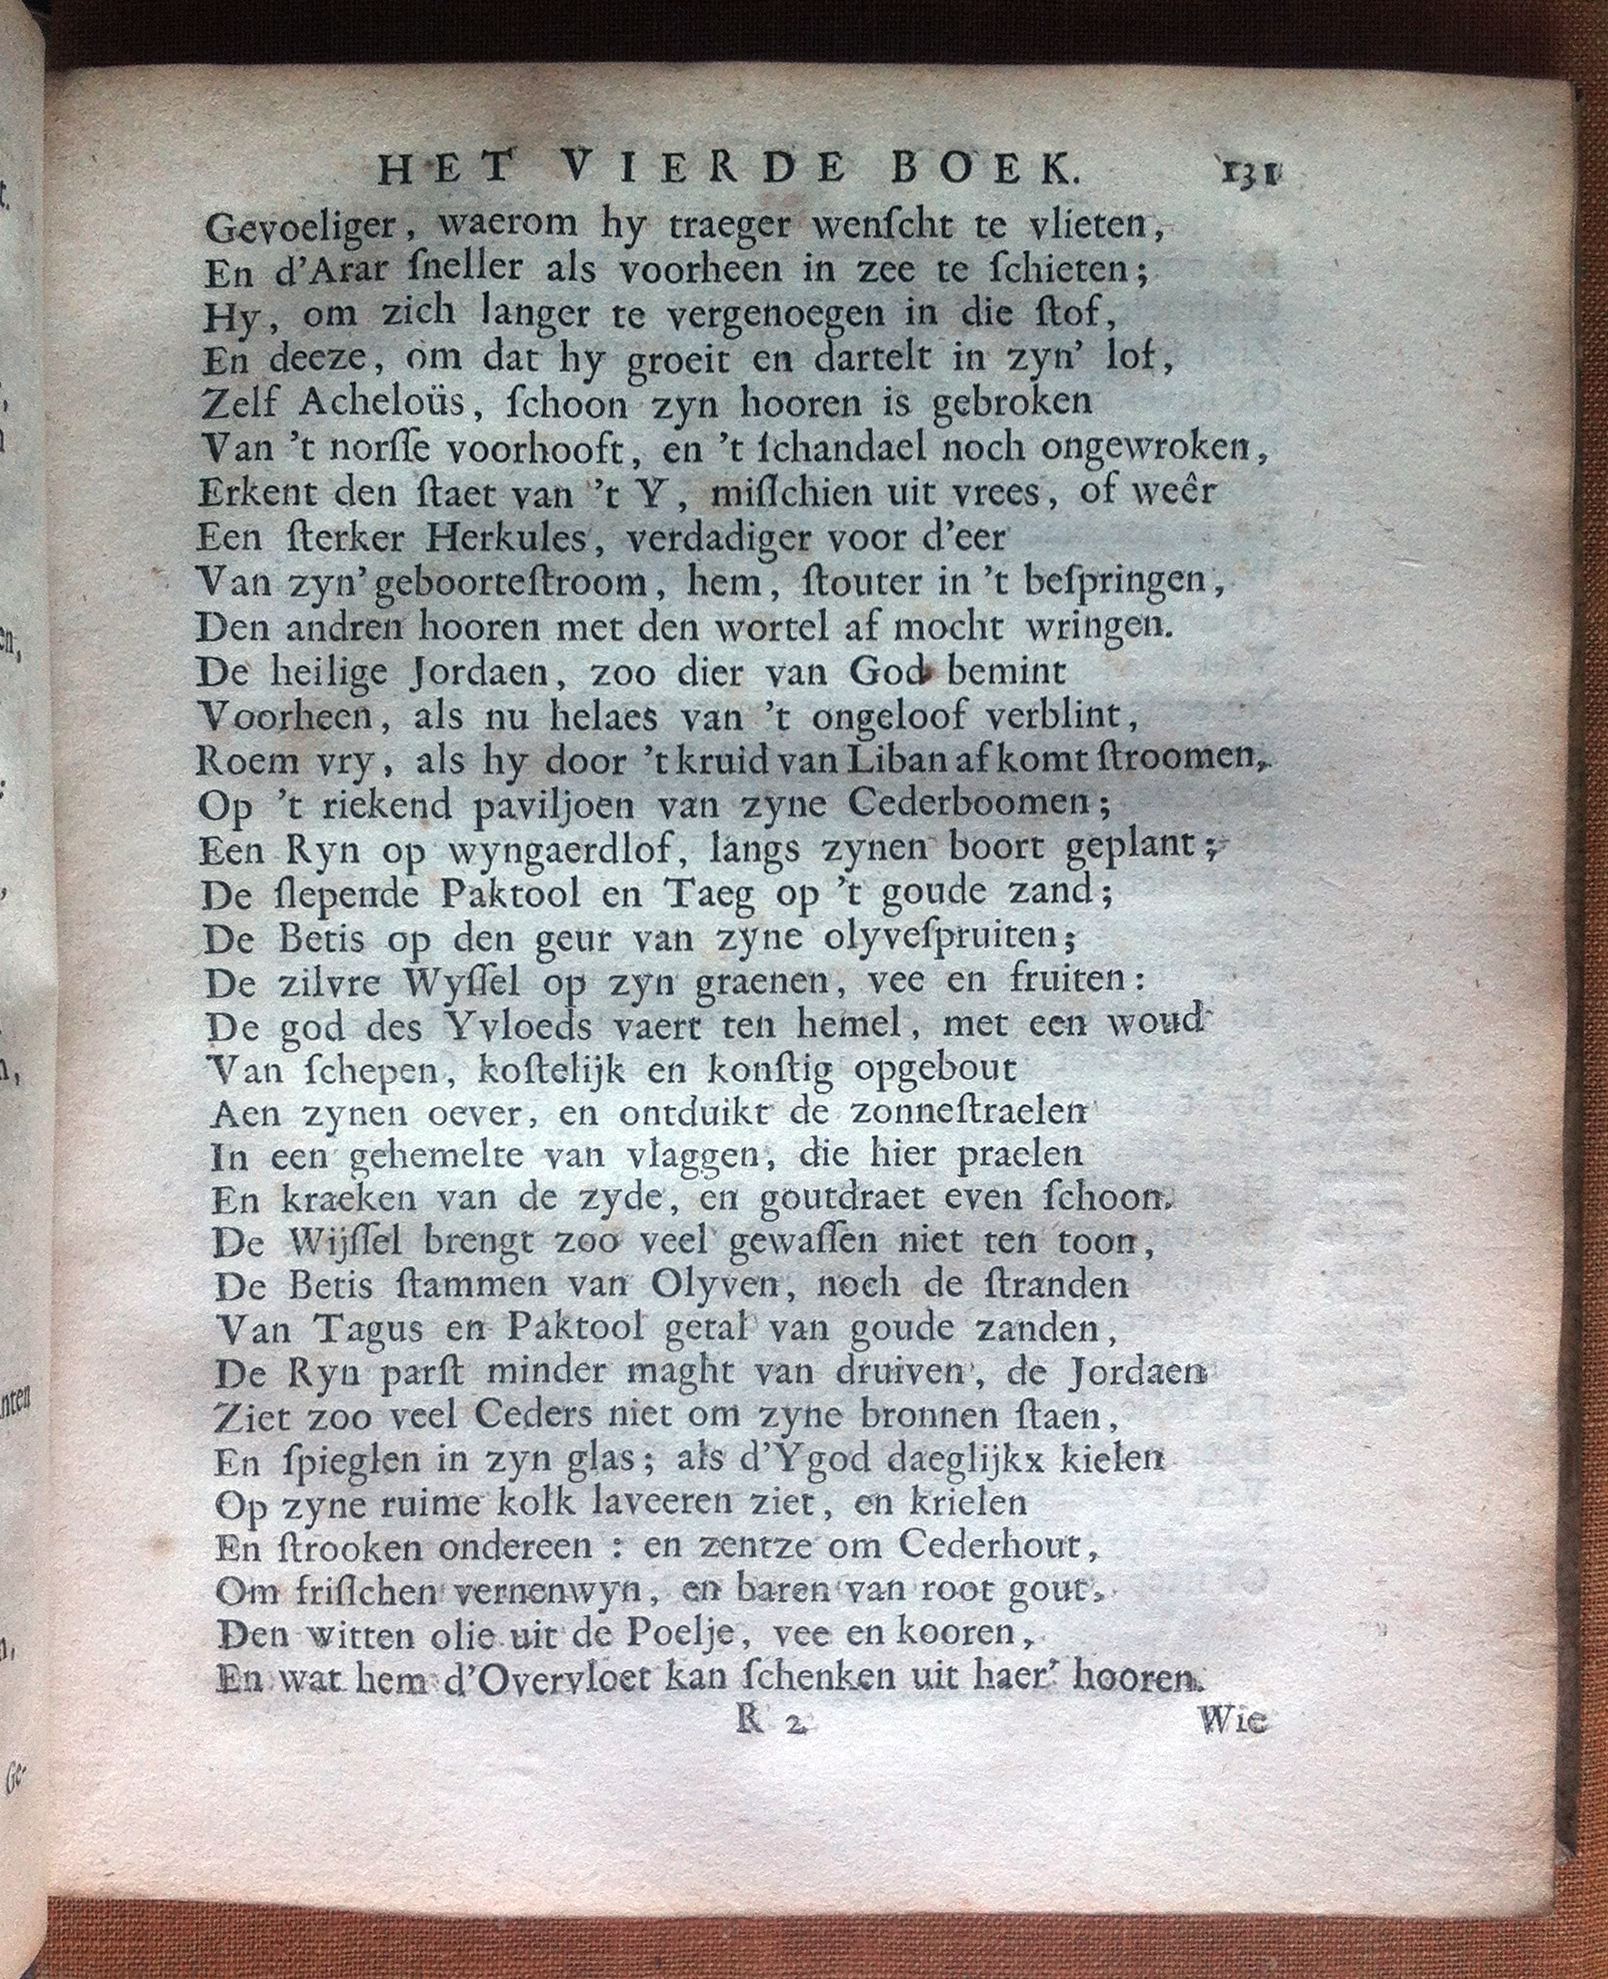 HET VIERDE BOEK. 131
Gevoeliger, waerom hy traeger wenſcht te vlieten,
En d'Arar ſneller als voorheen in zee te ſchieten;
Hy, om zich langer te vergenoegen in die ſtof,
En deeze, om dat hy groeit en dartelt in zyn' lof,
Zelf Acheloüs, ſchoon zyn hooren is gebroken
Van 't norſſe voorhooft, en 't ſchandael noch ongewroken,
Erkent den ſtaet van 't Y, miſſchien uit vrees, of weêr
Een ſterker Herkules, verdadiger voor d'eer
Van zyn' geboorteſtroom, hem, ſtouter in 't beſpringen,
Den andren hooren met den wortel af mocht wringen.
De heilige Jordaen, zoo dier van God bemint
Voorheen, als nu helaes van 't ongeloof verblint,
Roem vry, als hy door 't kruid van Liban af komt ſtroomen,
Op 't riekend paviljoen van zyne Cederboomen;
Een Ryn op wyngaerdlof, langs zynen boort geplant;
De ſlepende Paktool en Taeg op 't goude zand;
De Betis op den geur van zyne olyveſpruiten;
De zilvre Wyſſel op zyn graenen, vee en fruiten:
De god des Yvloeds vaert ten hemel, met een woud
Van ſchepen, koſtelijk en konſtig opgebout
Aen zynen oever, en ontduikt de zonneſtraelen
In een gehemelte van vlaggen, die hier praelen
En kraeken van de zyde, en goutdraet even ſchoon.
De Wijſſel brengt zoo veel gewaſſen niet ten toon,
De Betis ſtammen van Olyven, noch de ſtranden
Van Tagus en Paktool getal van goude zanden,
De Ryn parſt minder maght van druiven, de Jordaen
Ziet zoo veel Ceders niet om zyne bronnen ſtaen,
En ſpieglen in zyn glas; als d'Ygod daeglijkx kielen
Op zyne ruime kolk laveeren ziet, en krielen
En ſtrooken ondereen : en zentze om Cederhout,
Om friſſchen vernenwyn, en baren van root gout,
Den witten olie uit de Poelje, vee en kooren,
En wat hem d'Overvloet kan ſchenken uit haer' hooren.
R 2 Wie
t.
en,
nten
Ge-